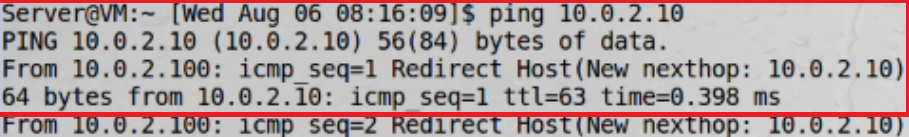 Server@VM:~ [Wed Aug 06 08:16:09]$ ping 10.0.2.10
PING 10.0.2.10 (10.0.2.10) 56(84) bytes of data.
From 10.0.2.100: icmp_seq=1 Redirect Host(New nexthop: 10.0.2.10)
64 bytes from 10.0.2.10: icmp_seq=1 ttl=63 time=0.398 ms
From 10.0.2.100: icmp_seq=2 Redirect Host(New nexthop: 10.0.2.10)